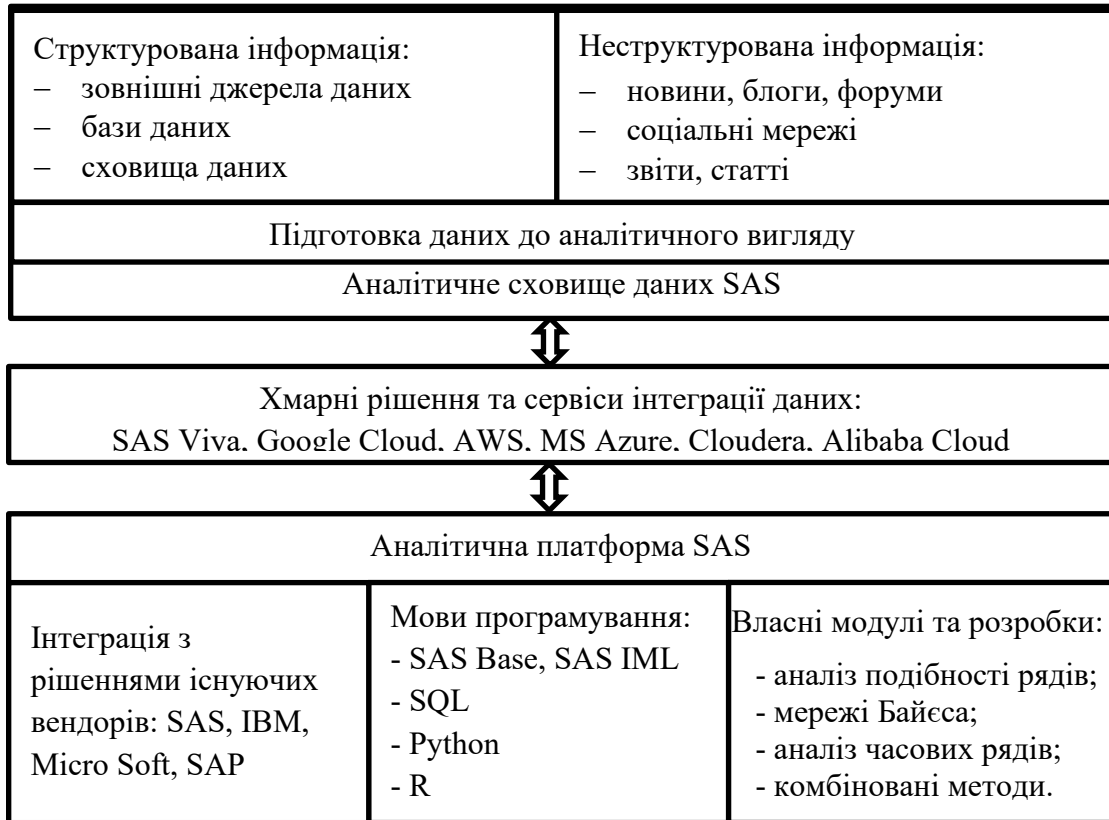 Структурована інформація:
– зовнішні джерела даних
– бази даних
– сховища даних
Неструктурована інформація:
– новини, блоги, форуми
– соціальні мережі
– звіти, статті
Підготовка даних до аналітичного вигляду
Аналітичне сховище даних SAS
Хмарні рішення та сервіси інтеграції даних:
SAS Viva, Google Cloud, AWS, MS Azure, Cloudera, Alibaba Cloud
Аналітична платформа SAS
Інтеграція з
рішеннями існуючих
вендорів: SAS, IBM,
Micro Soft, SAP
Мови програмування:
- SAS Base, SAS IML
- SQL
- Python
- R
Власні модулі та розробки:
- аналіз подібності рядів;
- мережі Байєса;
- аналіз часових рядів;
- комбіновані методи.